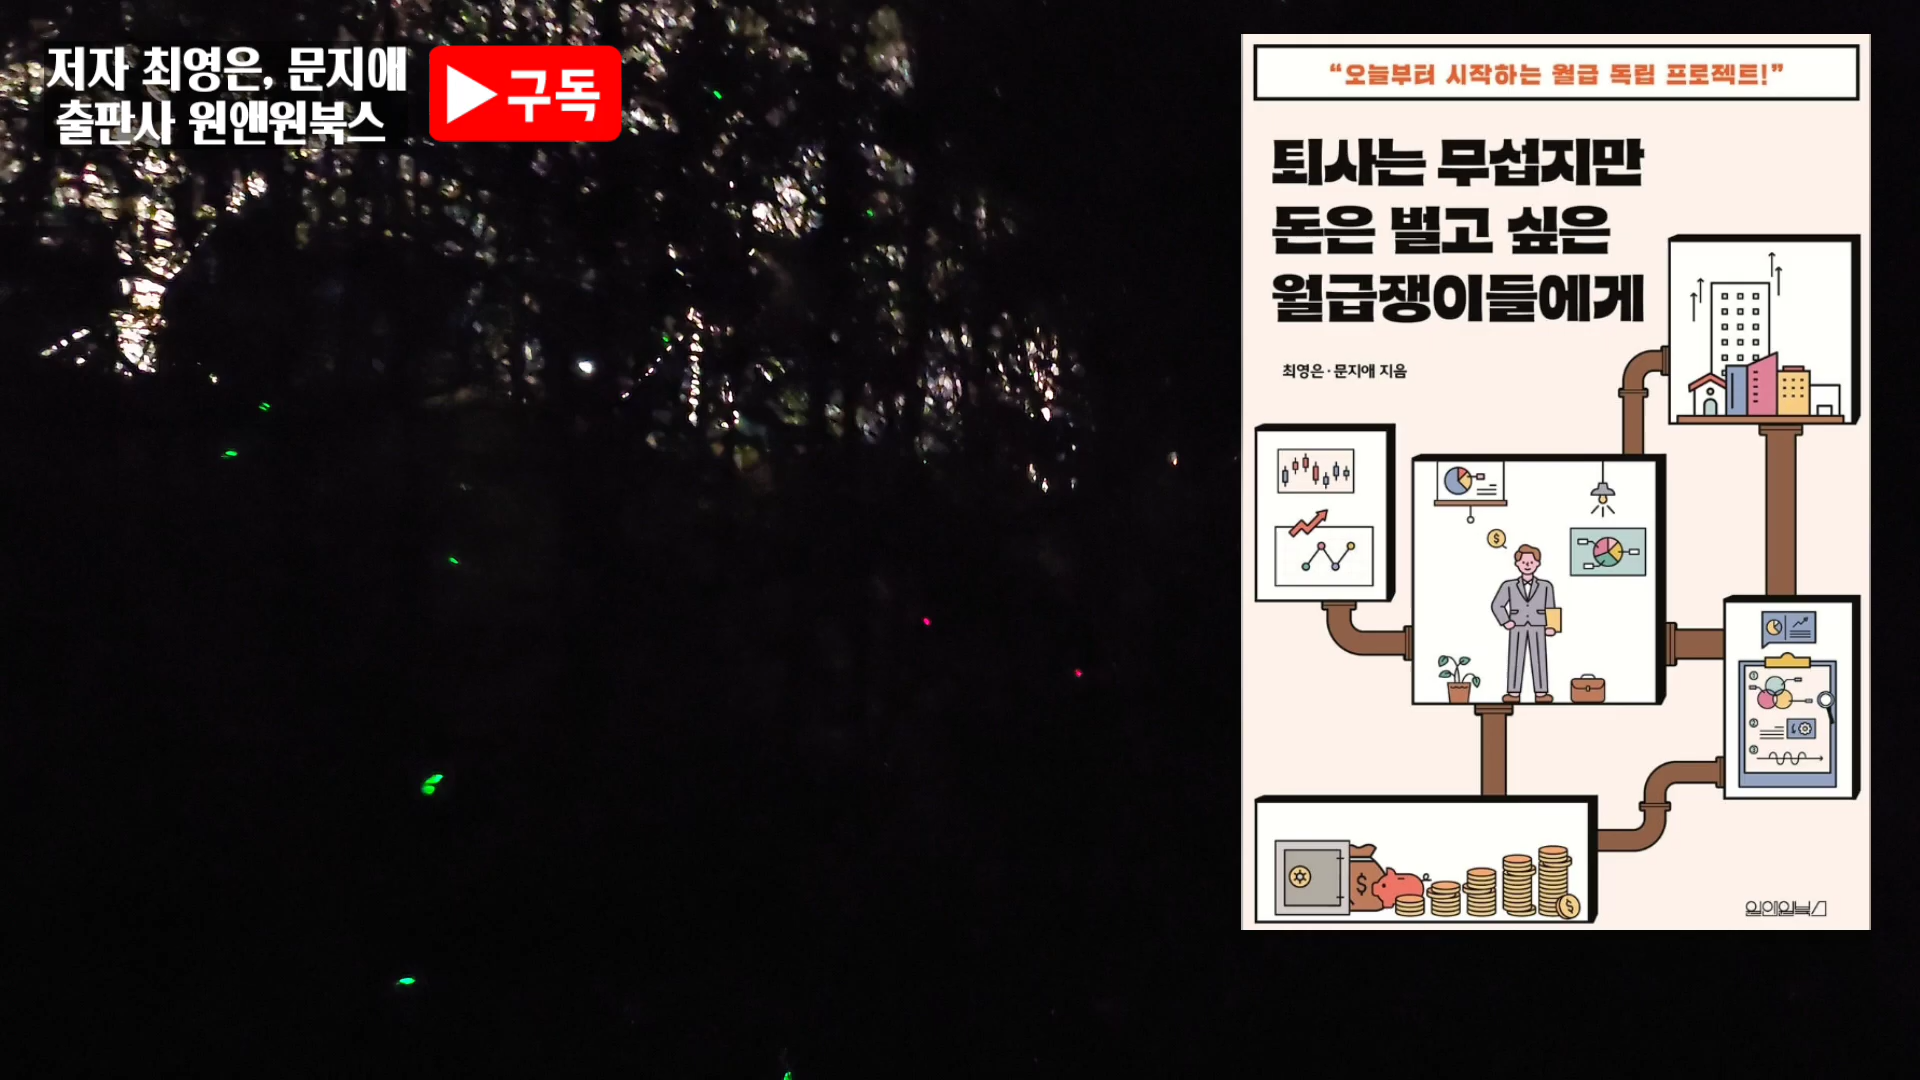 저자 최영은, 문지애
출판사 원앤원북스
구독
“오늘부터 시작하는 월급 독립 프로젝트!”
퇴사는 무섭지만
돈은 벌고 싶은
월급쟁이들에게
최영은·문지애 지음
원앤원북스